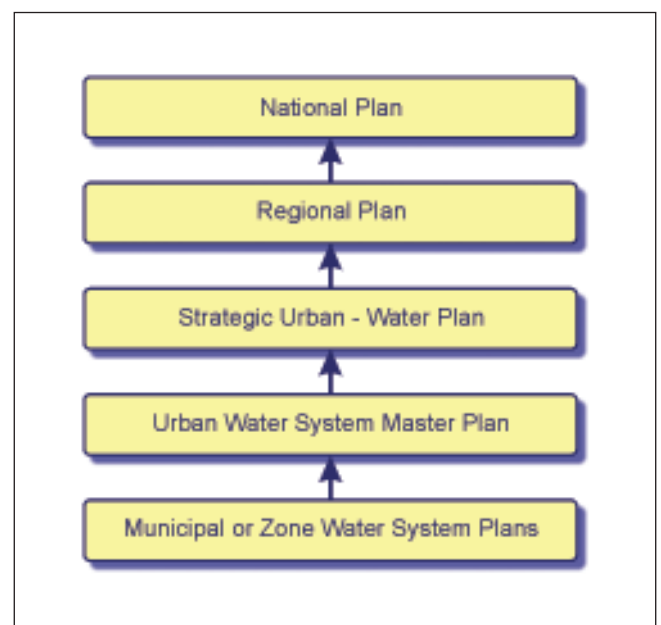 National Plan
Regional Plan
Strategic Urban - Water Plan
Urban Water System Master Plan
Municipal or Zone Water System Plans